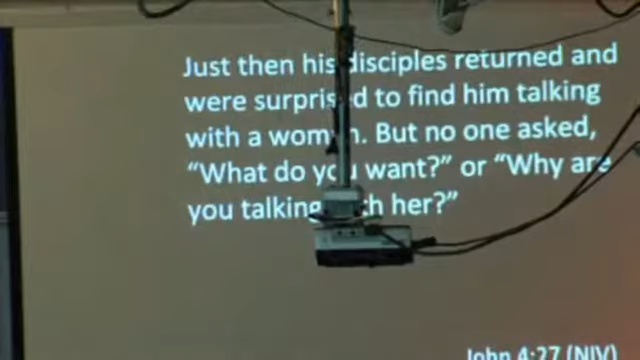 Just then his disciples returned and
were surprised to find him talking
with a woman. But no one asked,
“What do you want?” or “Why are
you talking with her?”
John 4:27 (NIV)